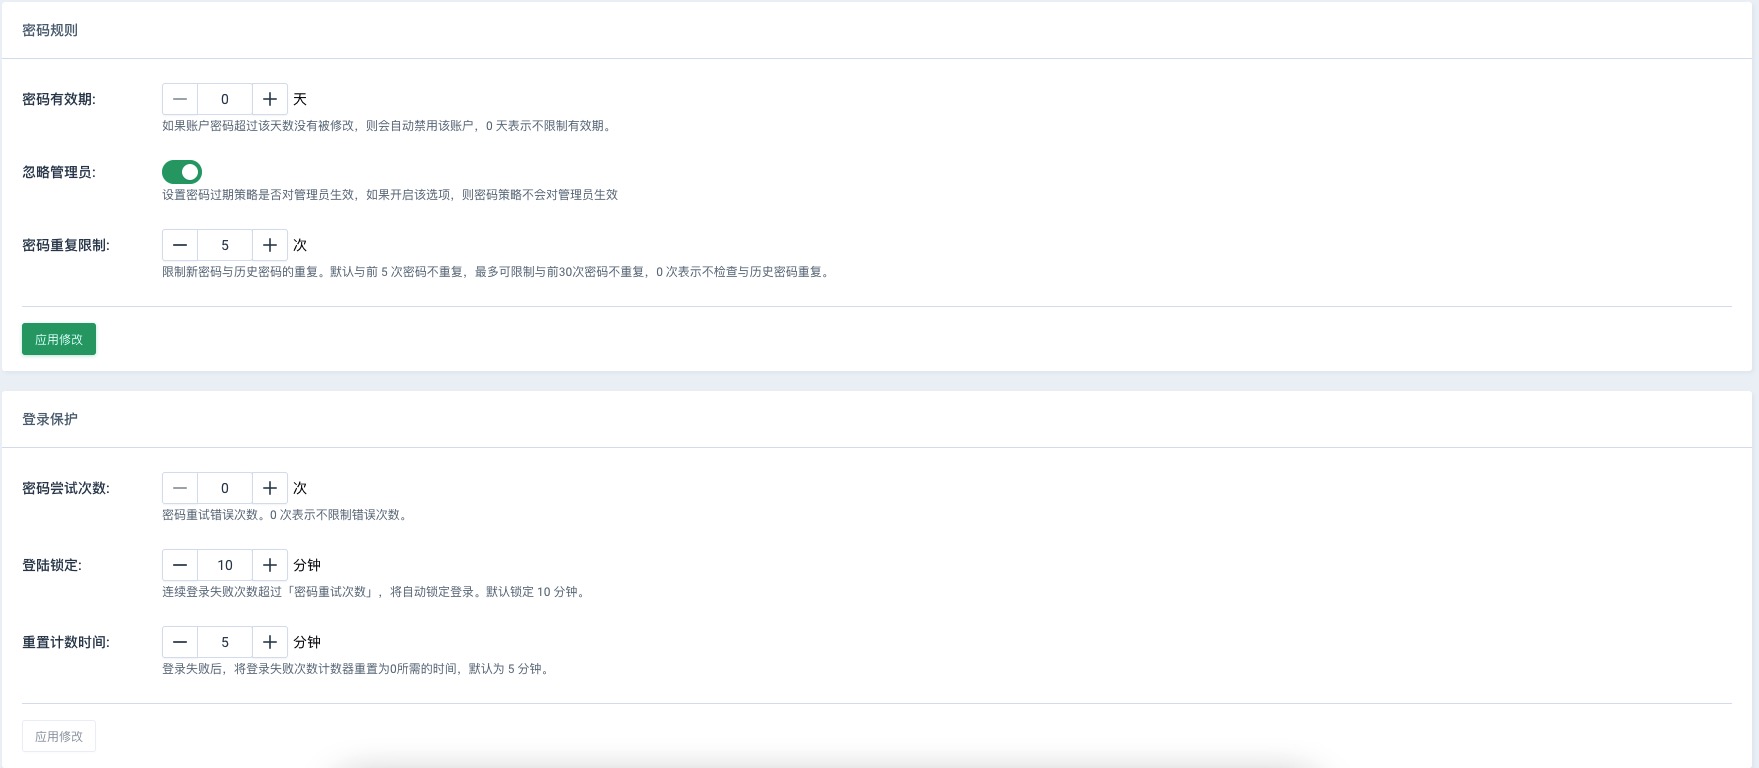 密码规则
密码有效期: 0 天
如果账户密码超过该天数没有被修改，则会自动禁用该账户，0 天表示不限制有效期。
忽略管理员:
设置密码过期策略是否对管理员生效，如果开启该选项，则密码策略不会对管理员生效
密码重复限制: 5 次
限制新密码与历史密码的重复。默认与前 5 次密码不重复，最多可限制与前30次密码不重复，0 次表示不检查与历史密码重复。
应用修改
登录保护
密码尝试次数: 0 次
密码重试错误次数。0 次表示不限制错误次数。
登陆锁定: 10 分钟
连续登录失败次数超过「密码重试次数」，将自动锁定登录。默认锁定 10 分钟。
重置计数时间: 5 分钟
登录失败后，将登录失败次数计数器重置为0所需的时间，默认为 5 分钟。
应用修改